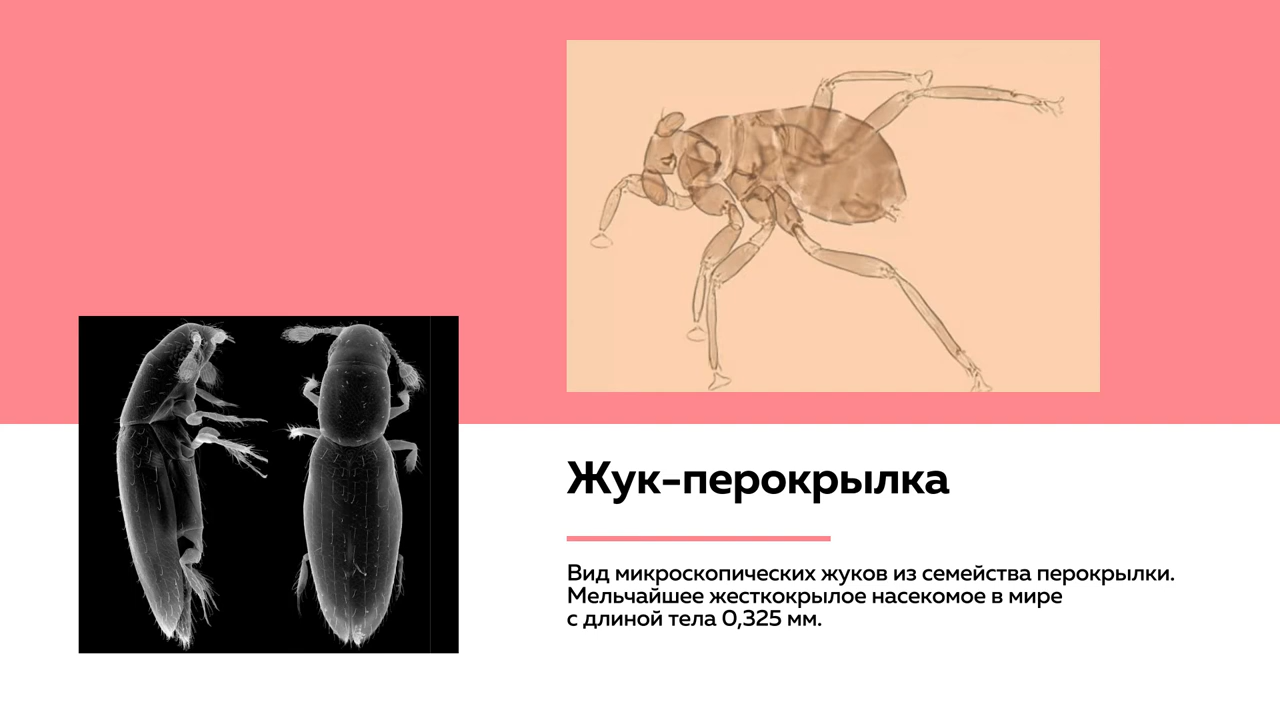 Жук-перокрылка
Вид микроскопических жуков из семейства перокрылки.
Мельчайшее жесткокрылое насекомое в мире
с длиной тела 0,325 мм.